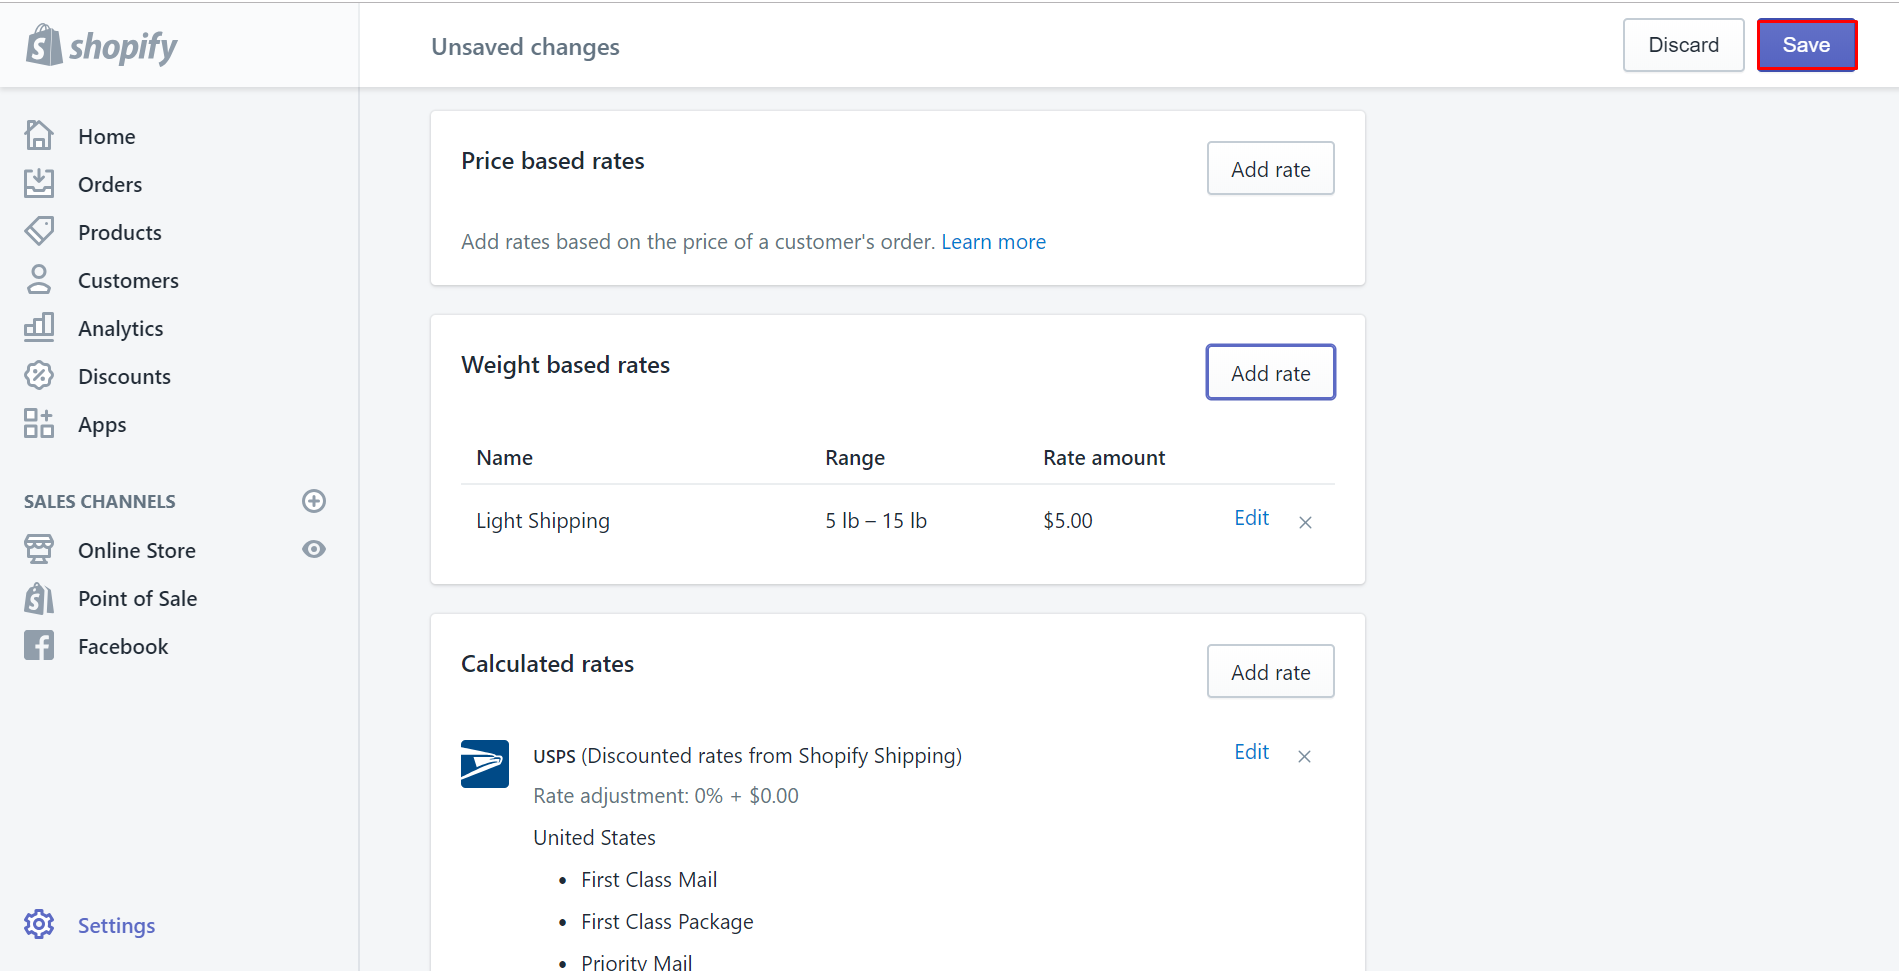 shopify
Unsaved changes
Discard
Save
Home
Orders
Products
Customers
Analytics
Discounts
Apps
SALES CHANNELS
Online Store
Point of Sale
Facebook
Settings
Price based rates
Add rate
Add rates based on the price of a customer's order. Learn more
Weight based rates
Add rate
Name Range Rate amount
Light Shipping 5 lb – 15 lb $5.00 Edit
Calculated rates
Add rate
USPS (Discounted rates from Shopify Shipping) Edit
Rate adjustment: 0% + $0.00
United States
• First Class Mail
• First Class Package
• Priority Mail